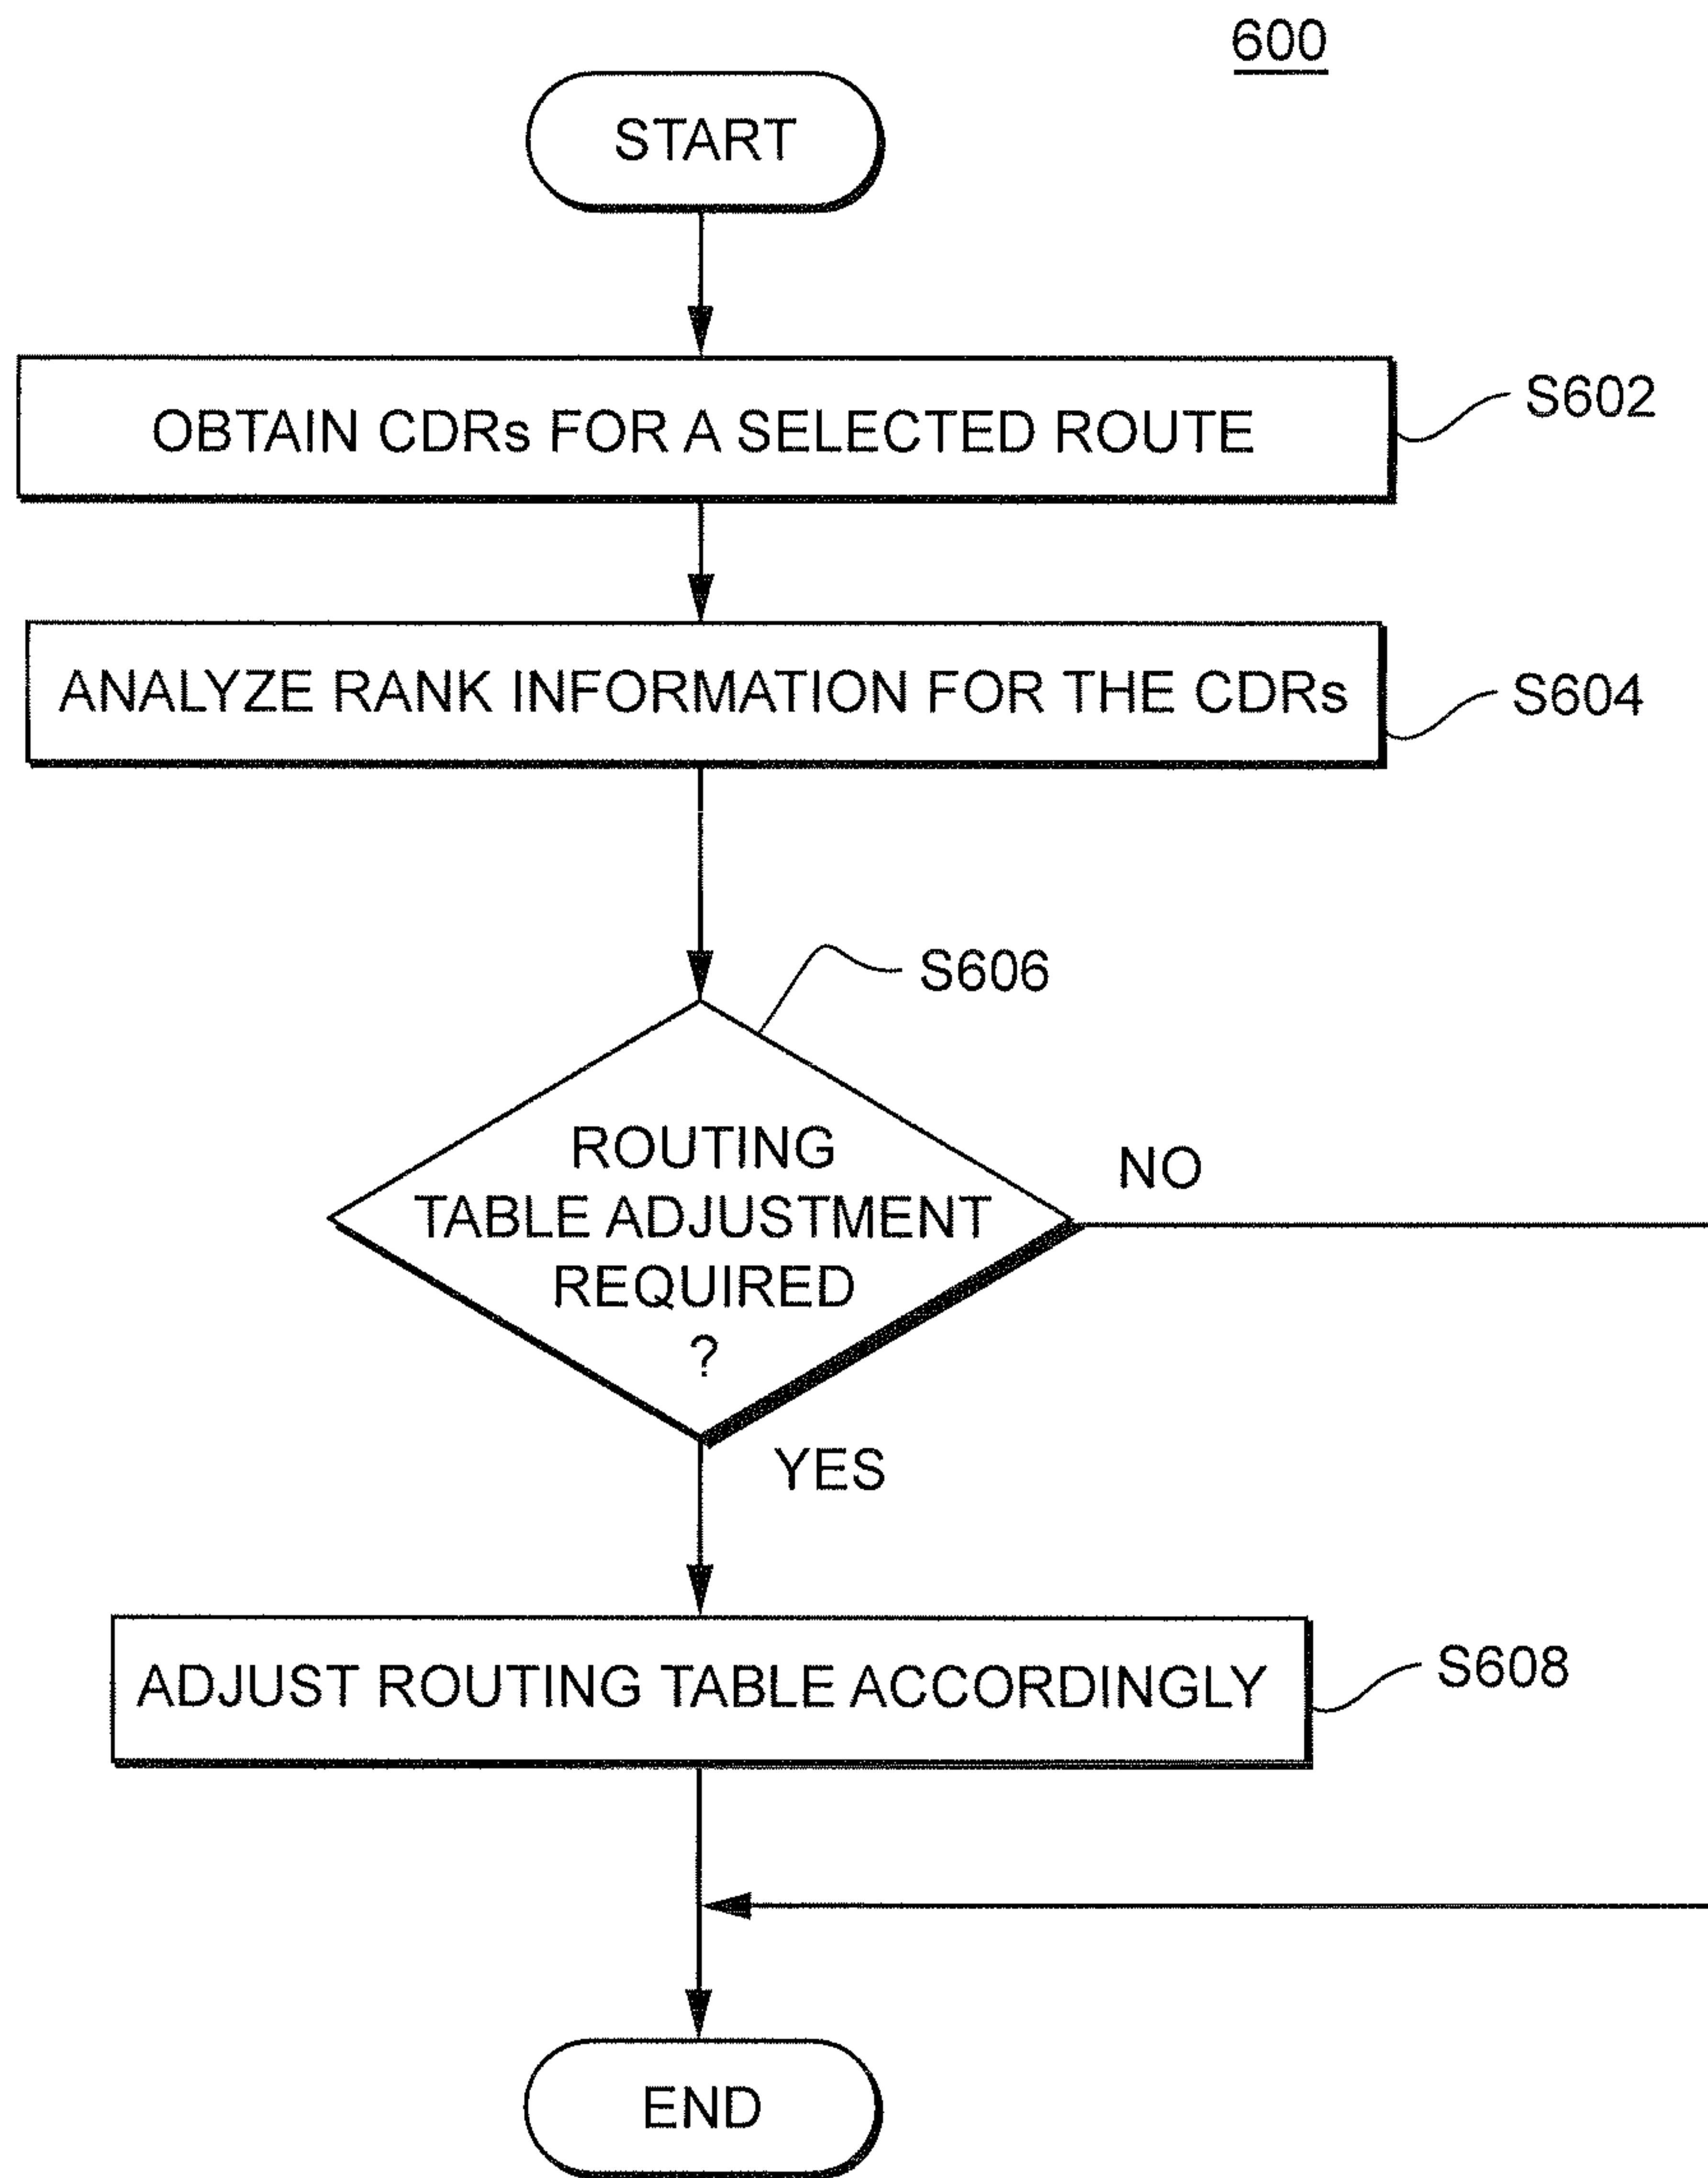 600
START
OBTAIN CDRs FOR A SELECTED ROUTE
S602
ANALYZE RANK INFORMATION FOR THE CDRs
S604
S606
ROUTING
TABLE ADJUSTMENT
REQUIRED
?
NO
YES
ADJUST ROUTING TABLE ACCORDINGLY
S608
END